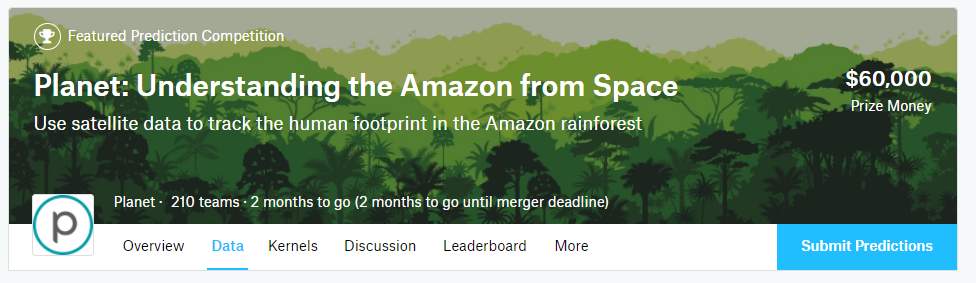 Featured Prediction Competition
Planet: Understanding the Amazon from Space
$60,000
Prize Money
Use satellite data to track the human footprint in the Amazon rainforest
Planet · 210 teams · 2 months to go (2 months to go until merger deadline)
p
Overview Data Kernels Discussion Leaderboard More Submit Predictions